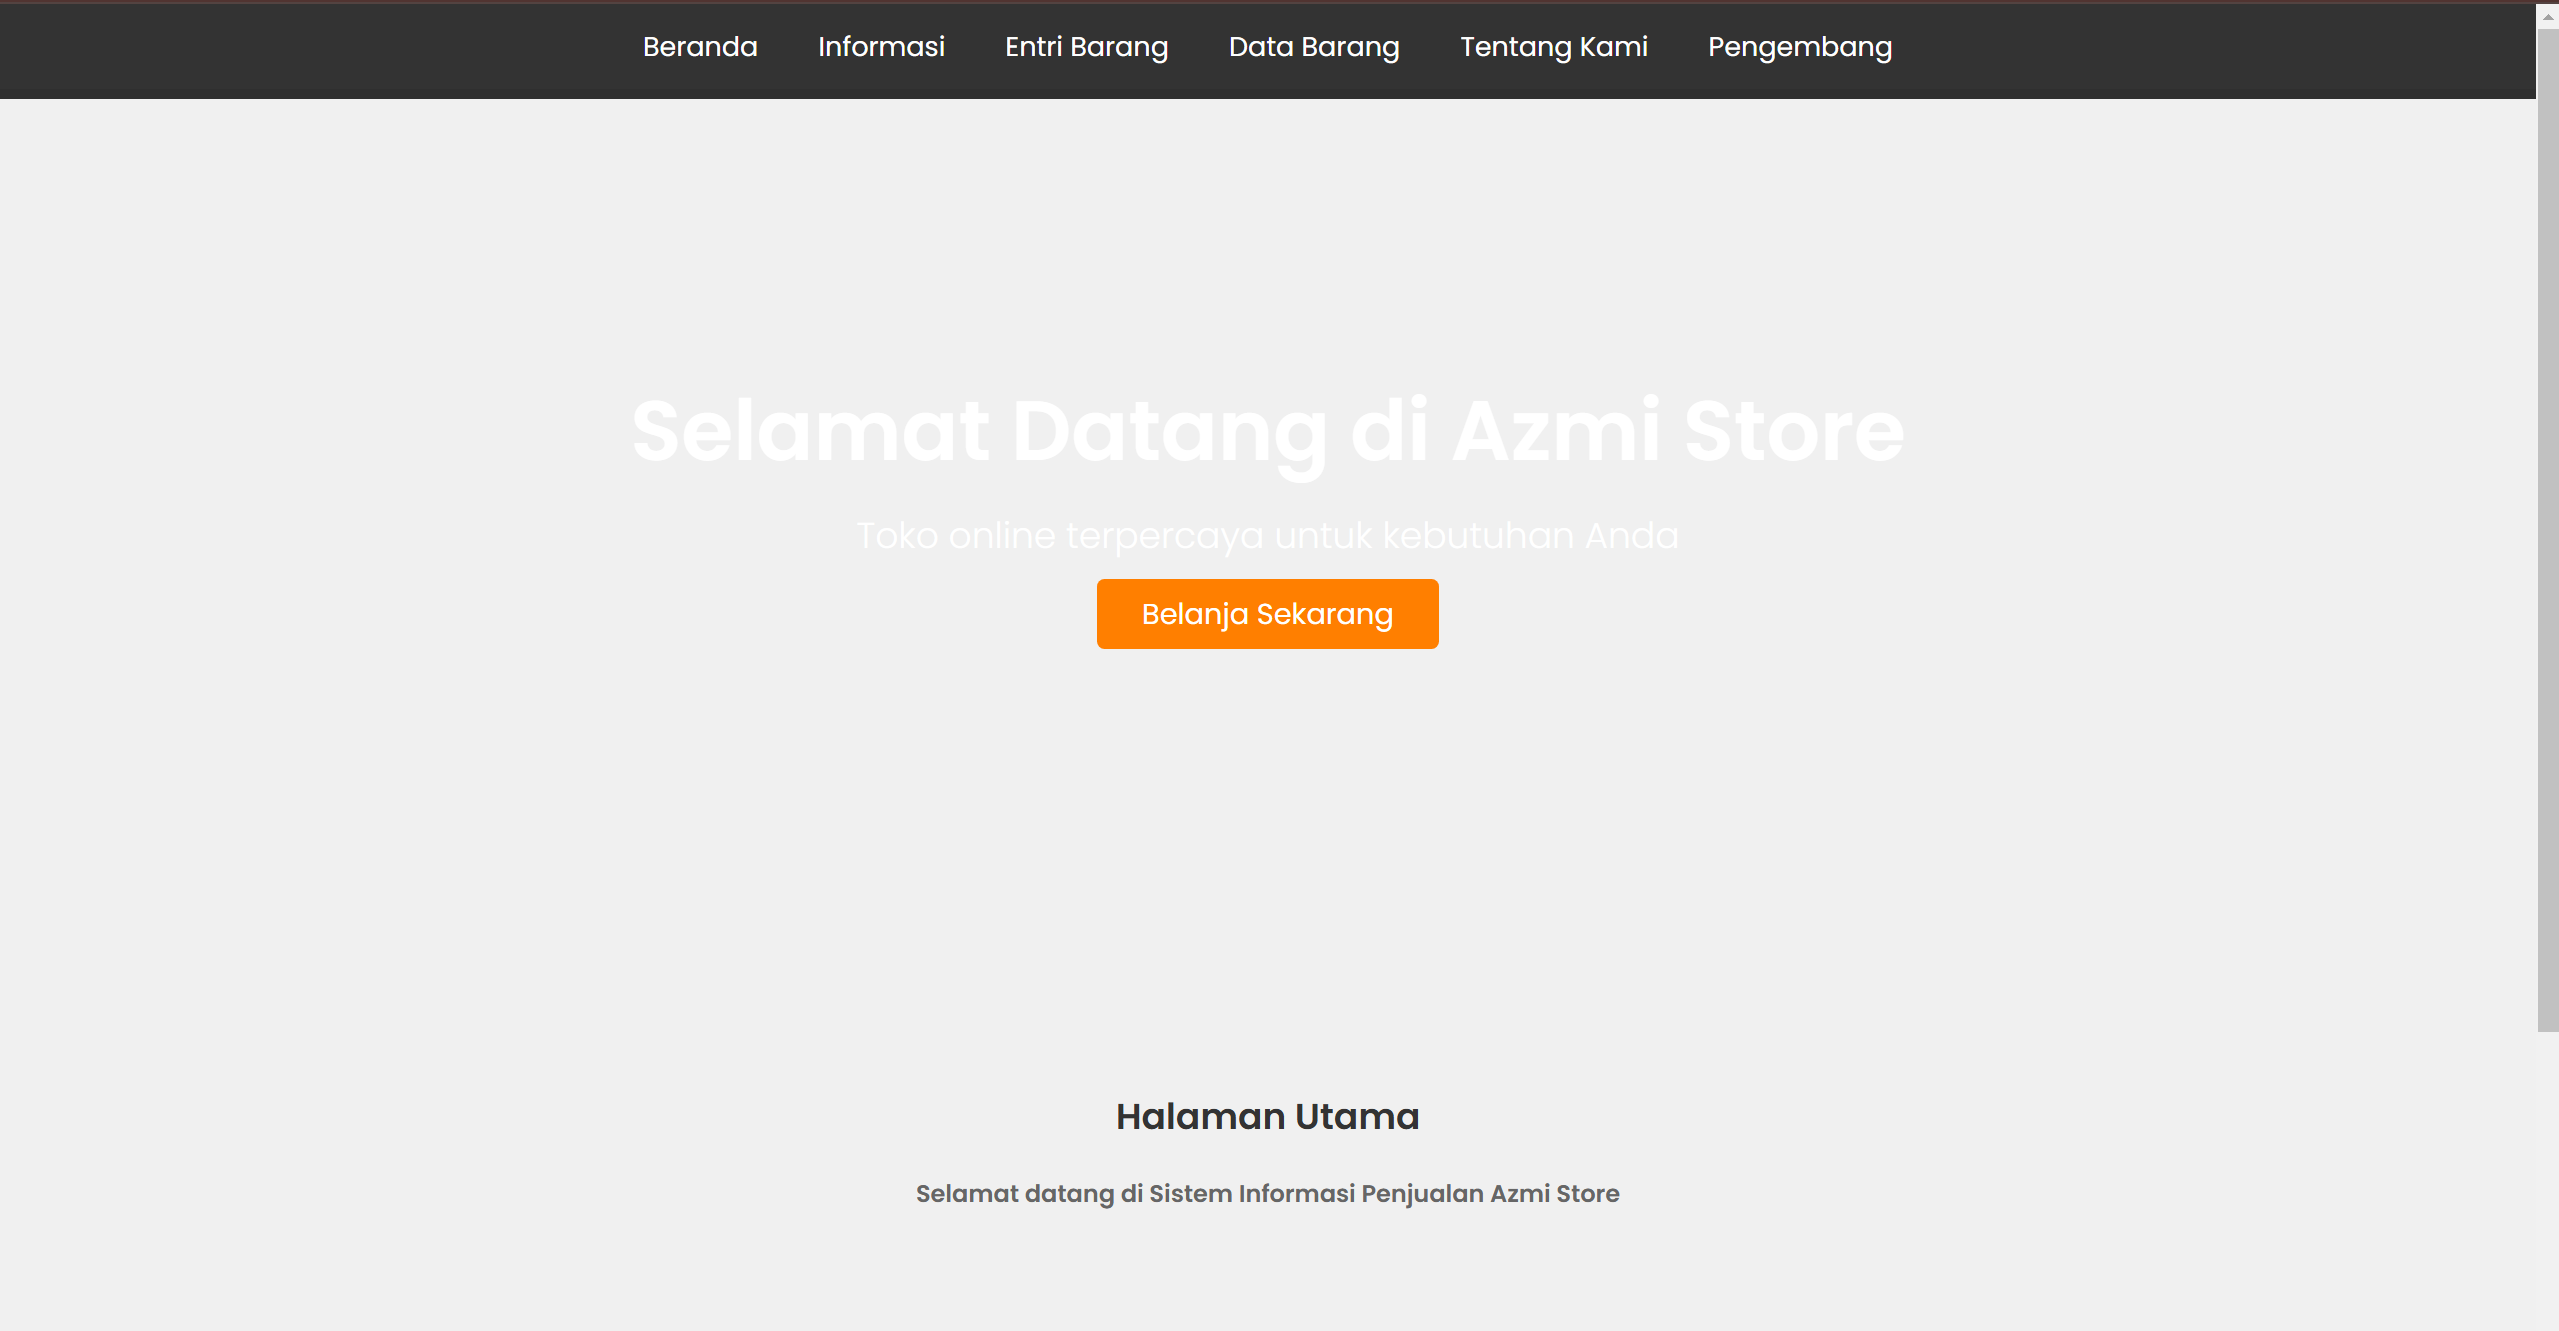 Beranda Informasi Entri Barang Data Barang Tentang Kami Pengembang
Selamat Datang di Azmi Store
Toko online terpercaya untuk kebutuhan Anda
Belanja Sekarang
Halaman Utama
Selamat datang di Sistem Informasi Penjualan Azmi Store